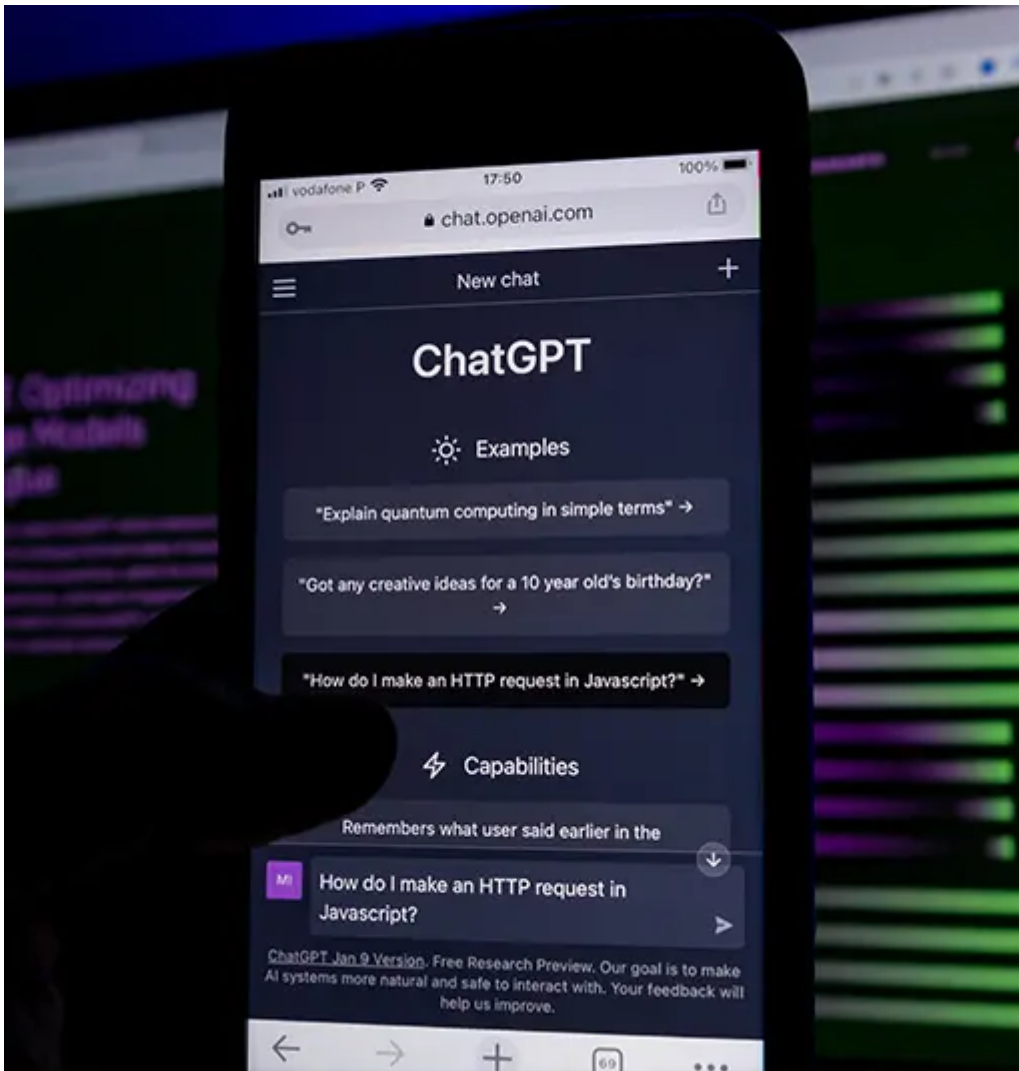 vodafone P 17:50 100%
chat.openai.com
New chat
ChatGPT
Examples
"Explain quantum computing in simple terms" →
"Got any creative ideas for a 10 year old's birthday?"
→
"How do I make an HTTP request in Javascript?" →
Capabilities
Remembers what user said earlier in the
MI
How do I make an HTTP request in
Javascript?
ChatGPT Jan 9 Version. Free Research Preview. Our goal is to make
AI systems more natural and safe to interact with. Your feedback will
help us improve.
69
Optimizing
Models